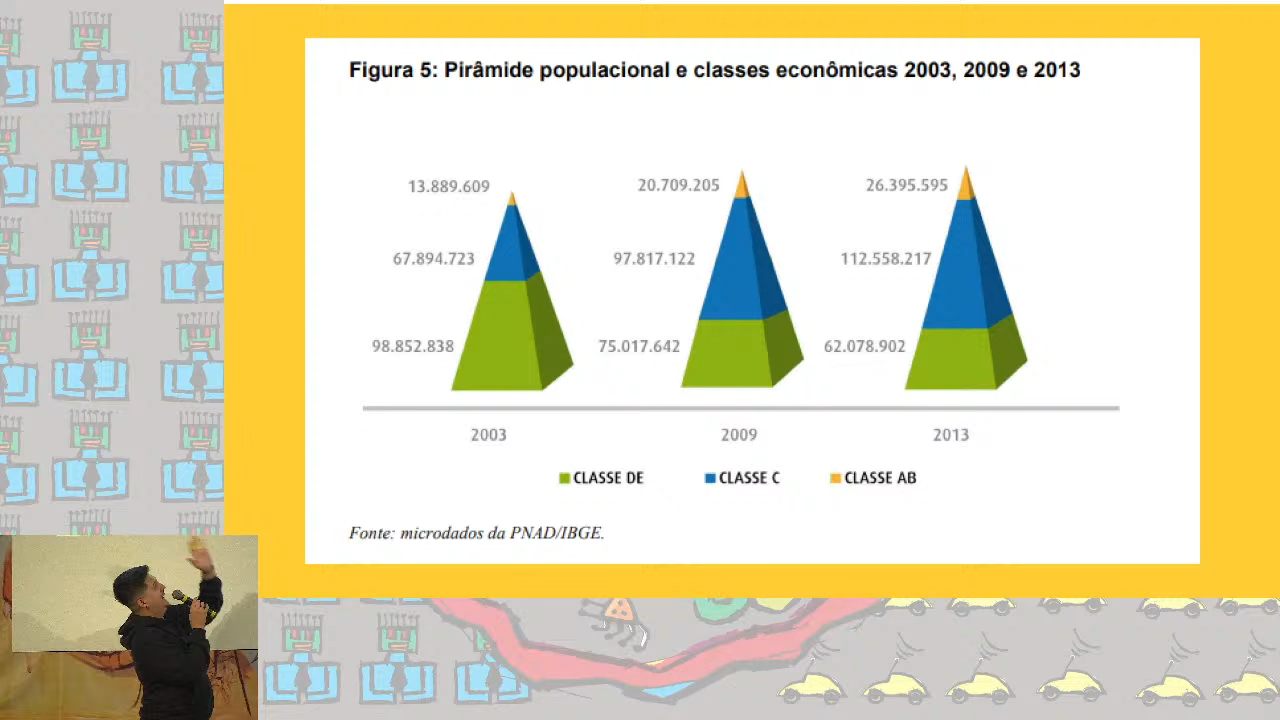 Figura 5: Pirâmide populacional e classes econômicas 2003, 2009 e 2013
13.889.609
20.709.205
26.395.595
67.894.723
97.817.122
112.558.217
98.852.838
75.017.642
62.078.902
2003
2009
2013
CLASSE DE
CLASSE C
CLASSE AB
Fonte: microdados da PNAD/IBGE.